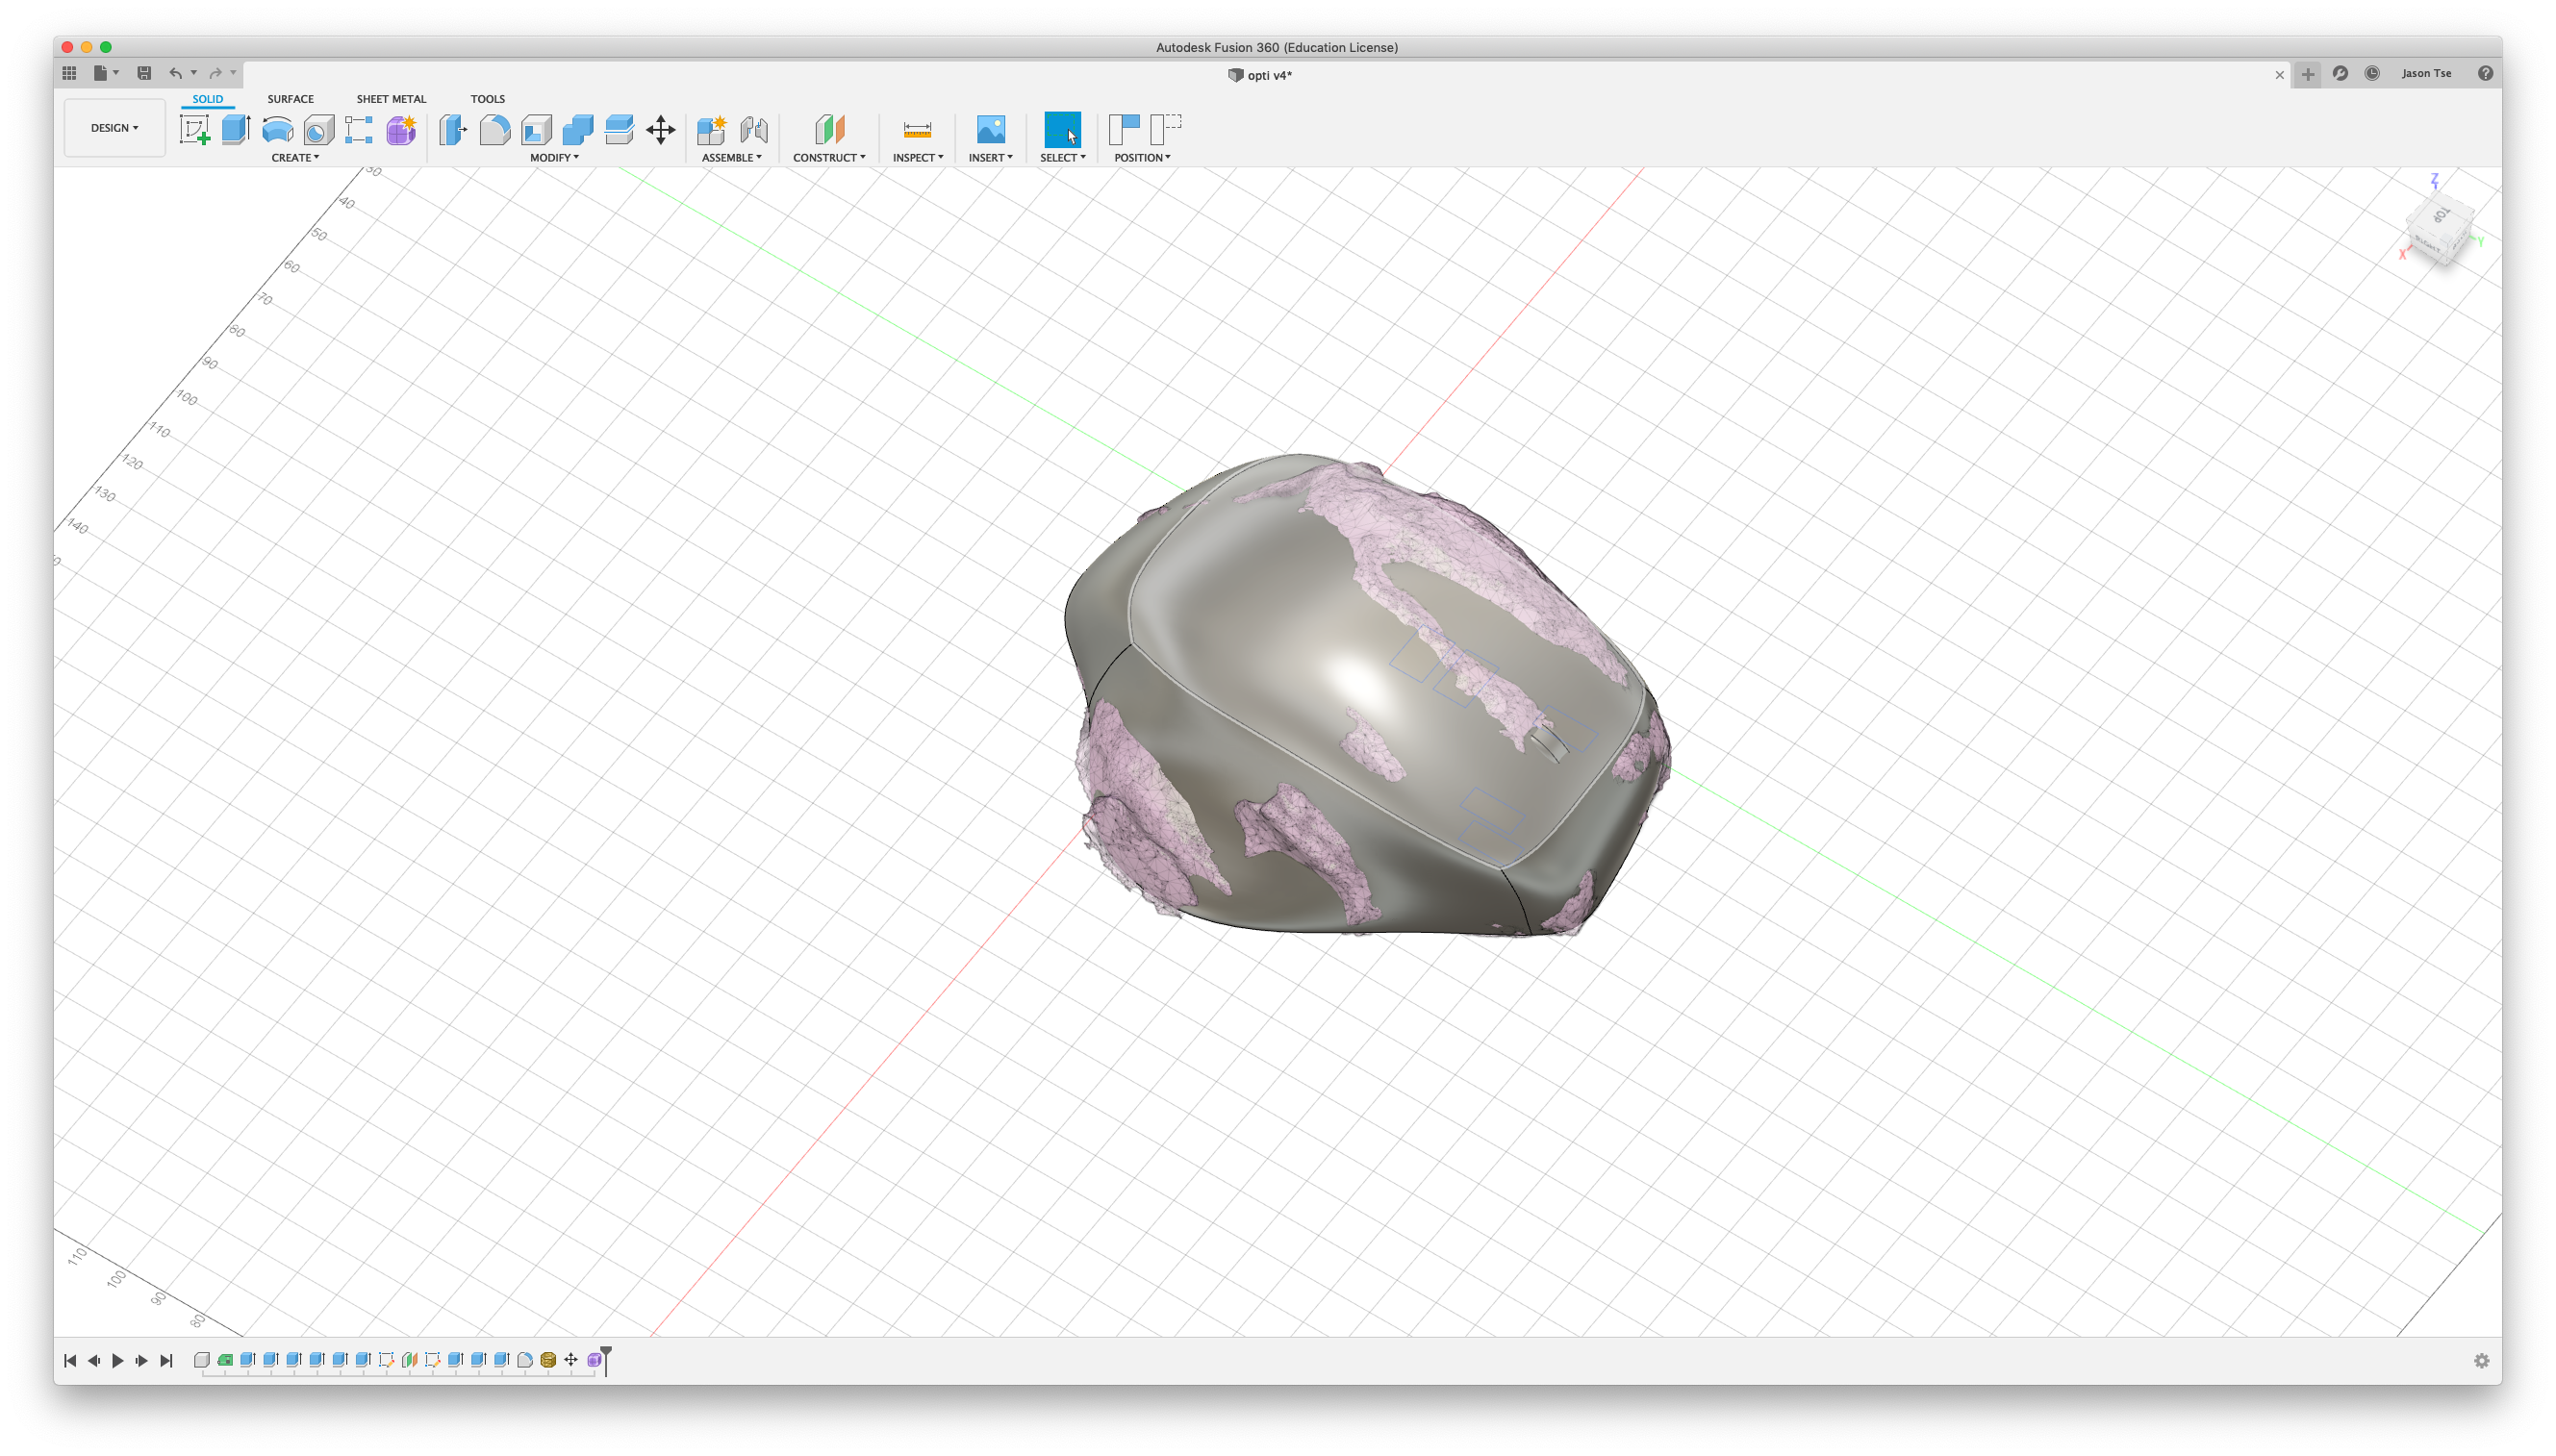 Autodesk Fusion 360 (Education License)
opti v4*
Jason Tse
SOLID SURFACE SHEET METAL TOOLS
DESIGN
CREATE MODIFY ASSEMBLE CONSTRUCT INSPECT INSERT SELECT POSITION
30
40
50
60
70
80
90
100
110
120
130
140
Z
TOP
X
Y
110
100
90
80